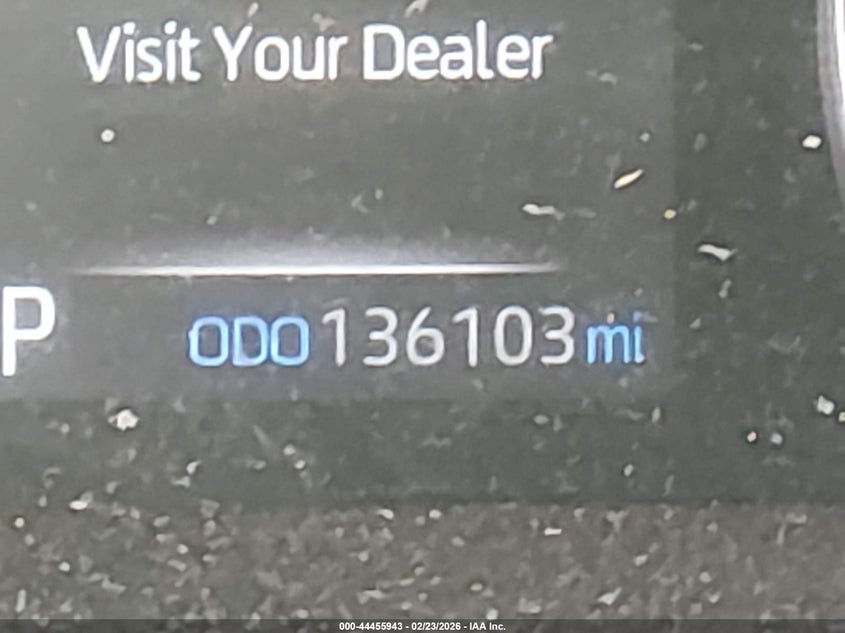 Visit Your Dealer
P ODO 136103 mi
000-44455943 - 02/23/2026 - IAA Inc.